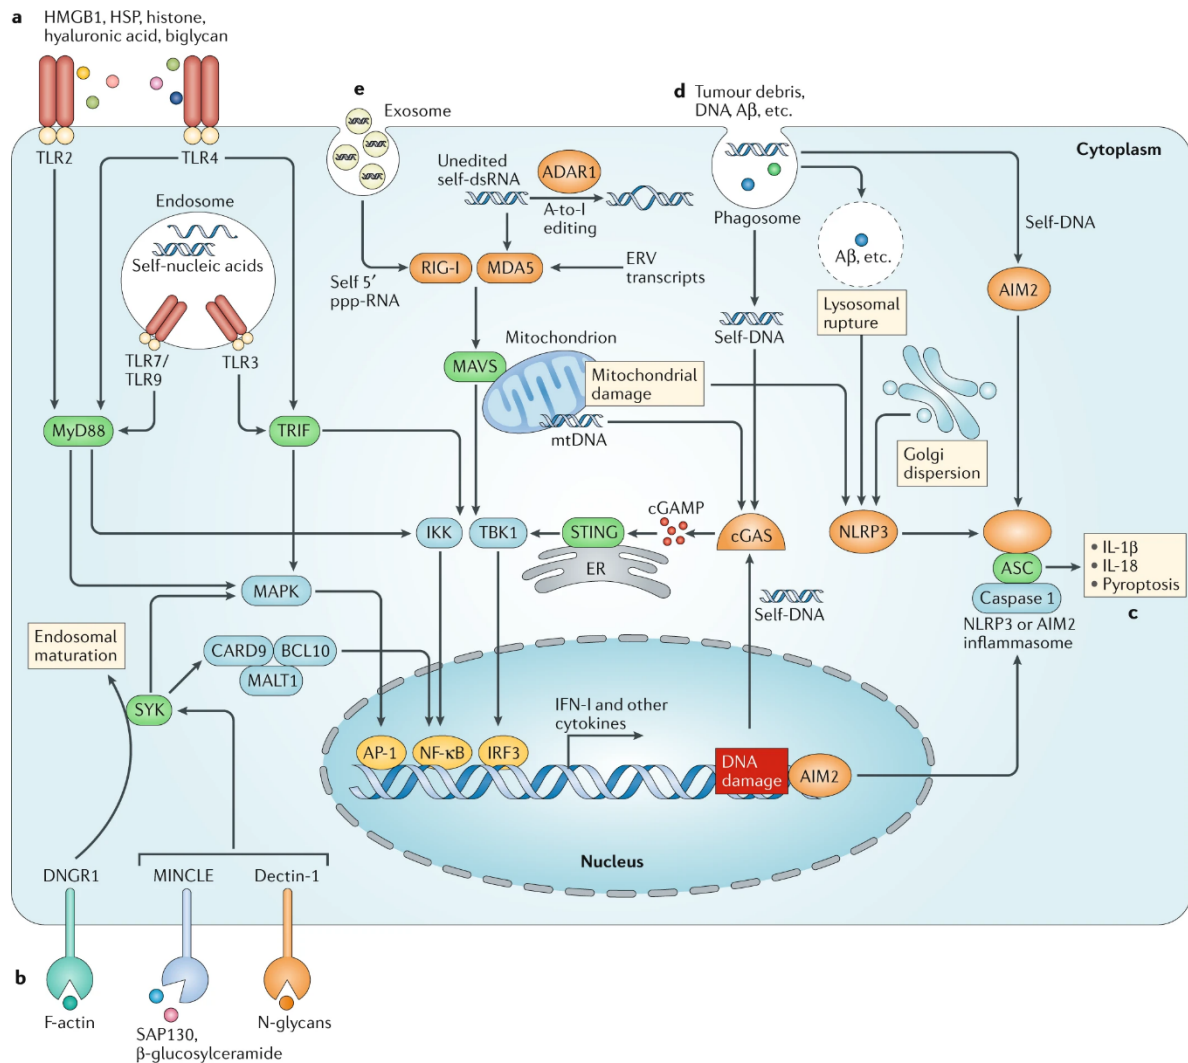 a
HMGB1, HSP, histone,
hyaluronic acid, biglycan
TLR2
TLR4
e
Exosome
d
Tumour debris,
DNA, Aβ, etc.
Cytoplasm
Unedited
self-dsRNA
ADAR1
A-to-I
editing
Phagosome
Self-DNA
Endosome
Self-nucleic acids
TLR7/
TLR9
TLR3
Self 5′
ppp-RNA
RIG-I
MDA5
ERV
transcripts
Aβ, etc.
AIM2
Lysosomal
rupture
Self-DNA
Mitochondrion
MAVS
Mitochondrial
damage
mtDNA
MyD88
TRIF
Golgi
dispersion
IKK
TBK1
STING
ER
cGAMP
cGAS
NLRP3
ASC
Caspase 1
NLRP3 or AIM2
inflammasome
• IL-1β
• IL-18
• Pyroptosis
c
MAPK
Self-DNA
Endosomal
maturation
CARD9
BCL10
MALT1
SYK
IFN-I and other
cytokines
AP-1
NF-κB
IRF3
DNA
damage
AIM2
Nucleus
DNGR1
MINCLE
Dectin-1
b
F-actin
SAP130,
β-glucosylceramide
N-glycans